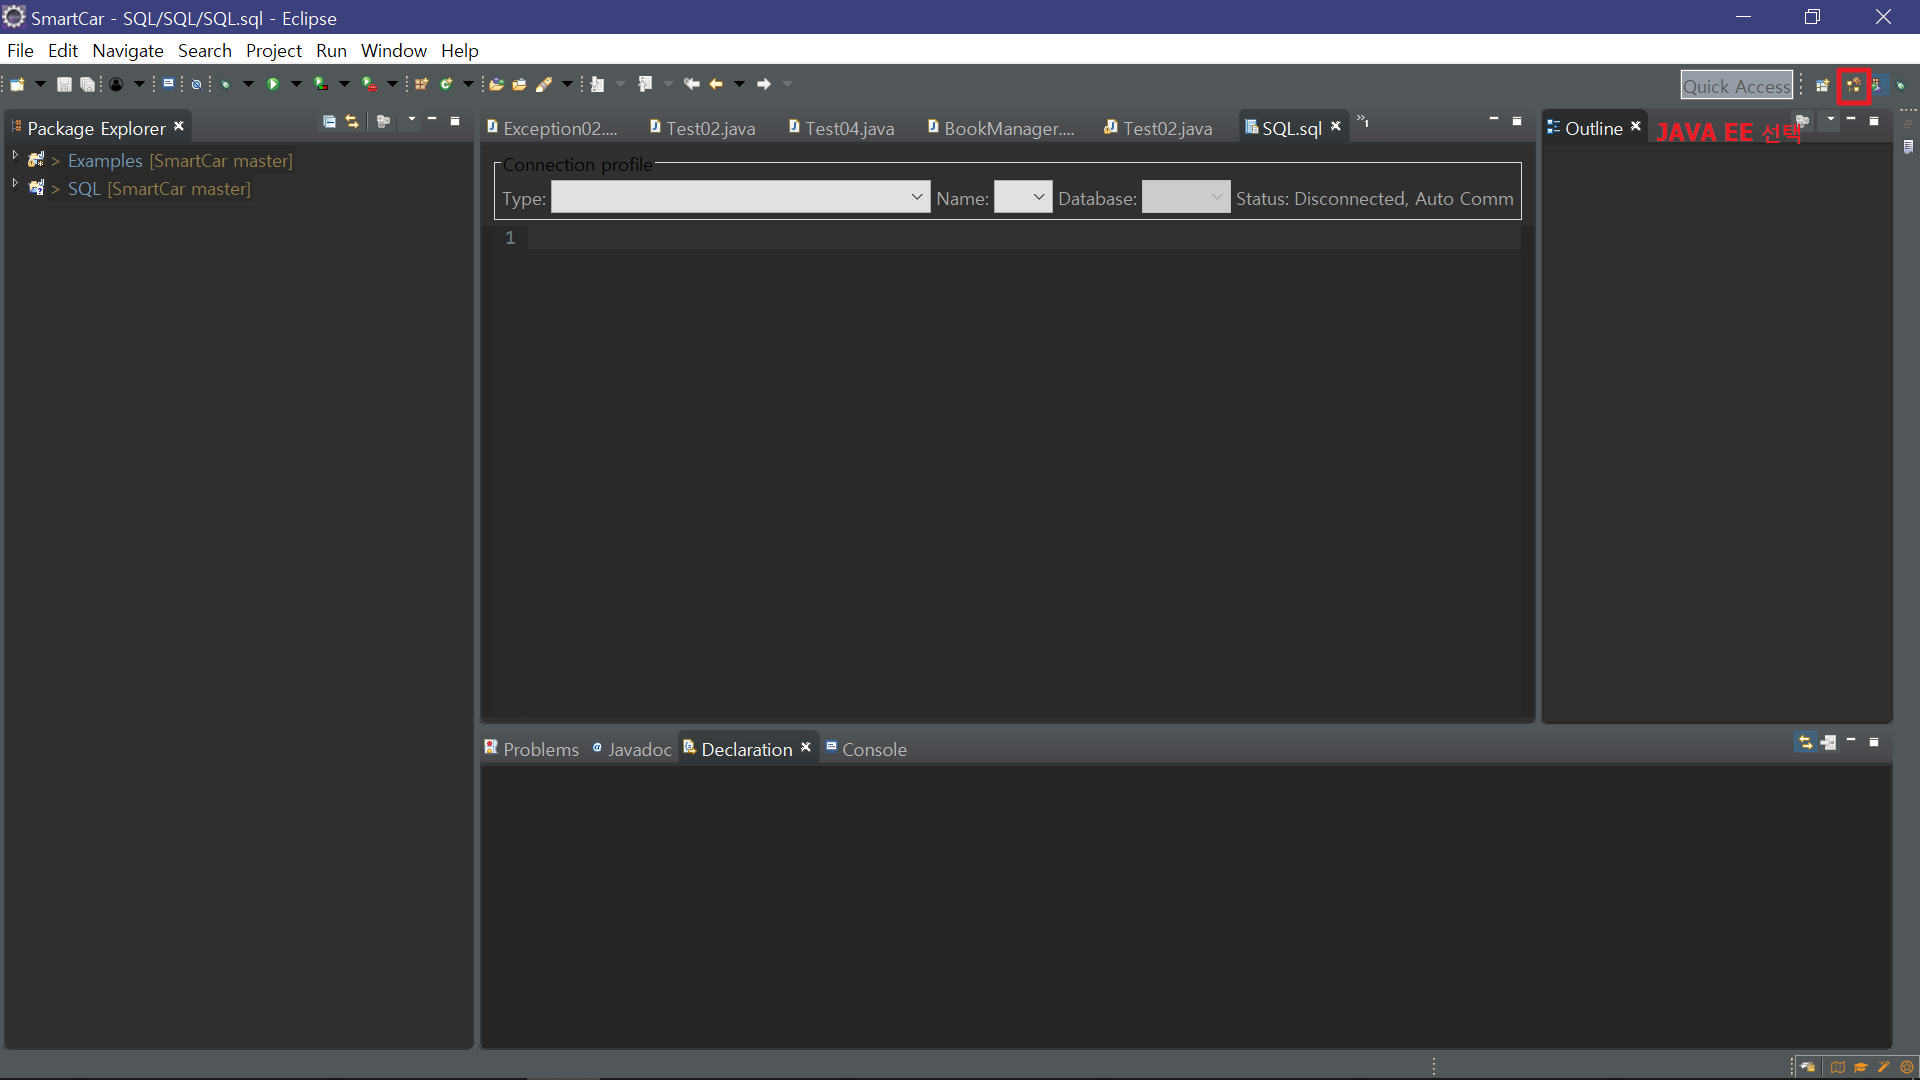 SmartCar - SQL/SQL/SQL.sql - Eclipse
File Edit Navigate Search Project Run Window Help
Quick Access
Package Explorer
Exception02.... Test02.java Test04.java BookManager.... Test02.java SQL.sql »1
Outline
JAVA EE 선택
> Examples [SmartCar master]
> SQL [SmartCar master]
Connection profile
Type: Name: Database: Status: Disconnected, Auto Comm
1
Problems @ Javadoc Declaration Console